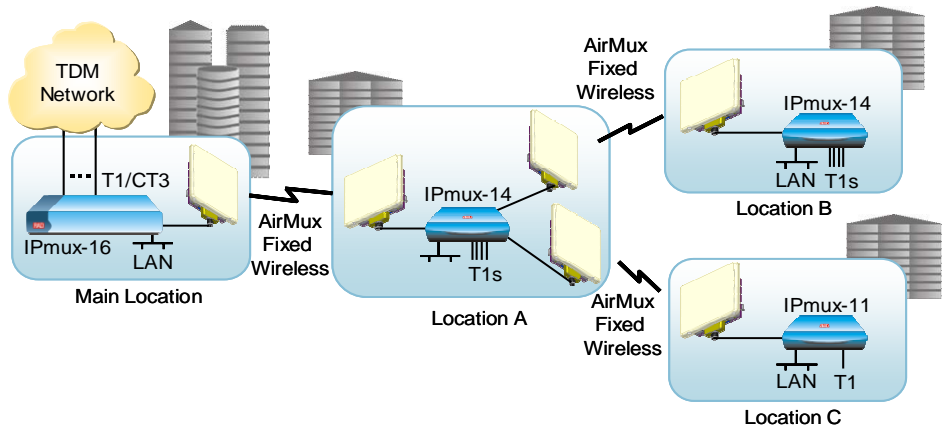 TDM
Network
T1/CT3
IPmux-16
LAN
Main Location
AirMux
Fixed
Wireless
IPmux-14
T1s
Location A
AirMux
Fixed
Wireless
IPmux-14
LAN
T1s
Location B
AirMux
Fixed
Wireless
IPmux-11
LAN
T1
Location C